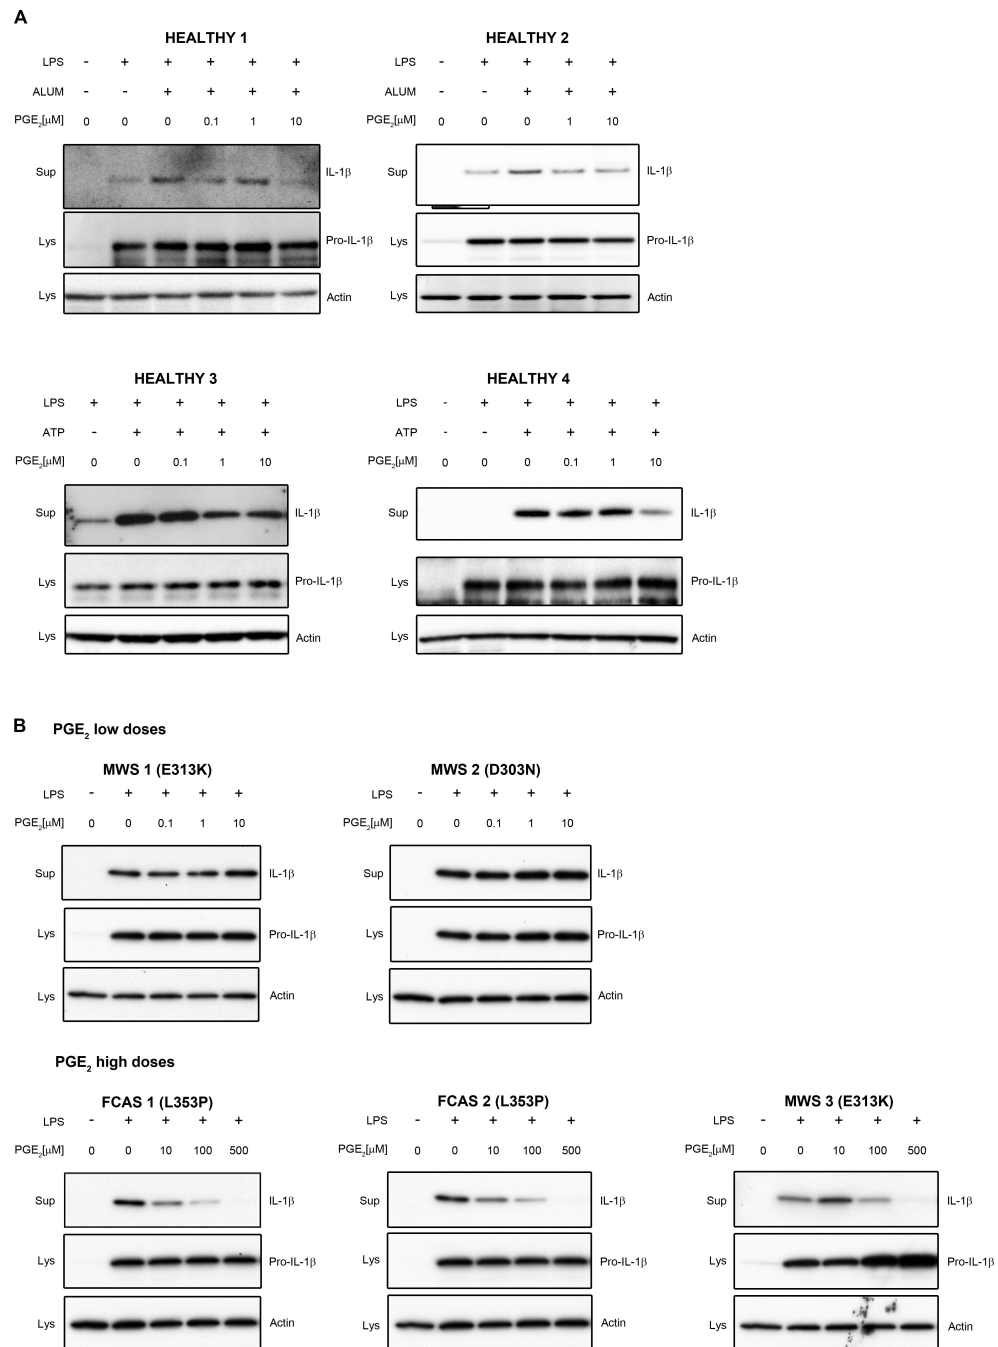 A
HEALTHY 1
LPS - + + + + +
ALUM - - + + + +
PGE2[µM] 0 0 0 0.1 1 10
Sup IL-1β
Lys Pro-IL-1β
Lys Actin
HEALTHY 2
LPS - + + + +
ALUM - - + + +
PGE2[µM] 0 0 0 1 10
Sup IL-1β
Lys Pro-IL-1β
Lys Actin
HEALTHY 3
LPS + + + + +
ATP - + + + +
PGE2[µM] 0 0 0.1 1 10
Sup IL-1β
Lys Pro-IL-1β
Lys Actin
HEALTHY 4
LPS - + + + + +
ATP - - + + + +
PGE2[µM] 0 0 0 0.1 1 10
Sup IL-1β
Lys Pro-IL-1β
Lys Actin
B PGE2 low doses
MWS 1 (E313K)
LPS - + + + +
PGE2[µM] 0 0 0.1 1 10
Sup IL-1β
Lys Pro-IL-1β
Lys Actin
MWS 2 (D303N)
LPS - + + + +
PGE2[µM] 0 0 0.1 1 10
Sup IL-1β
Lys Pro-IL-1β
Lys Actin
PGE2 high doses
FCAS 1 (L353P)
LPS - + + + +
PGE2[µM] 0 0 10 100 500
Sup IL-1β
Lys Pro-IL-1β
Lys Actin
FCAS 2 (L353P)
LPS - + + + +
PGE2[µM] 0 0 10 100 500
Sup IL-1β
Lys Pro-IL-1β
Lys Actin
MWS 3 (E313K)
LPS - + + + +
PGE2[µM] 0 0 10 100 500
Sup IL-1β
Lys Pro-IL-1β
Lys Actin